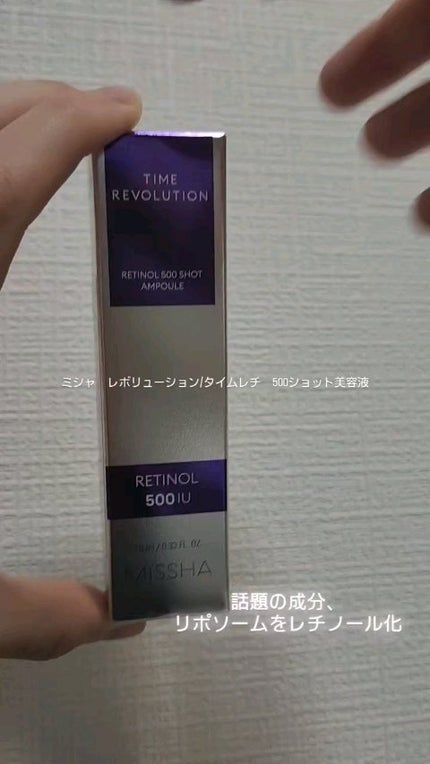 TIME
REVOLUTION
RETINOL 500 SHOT
AMPOULE
ミシャ　レボリューション/タイムレチ　500ショット美容液
RETINOL
500 IU
MISSHA
話題の成分、
リポソームをレチノール化